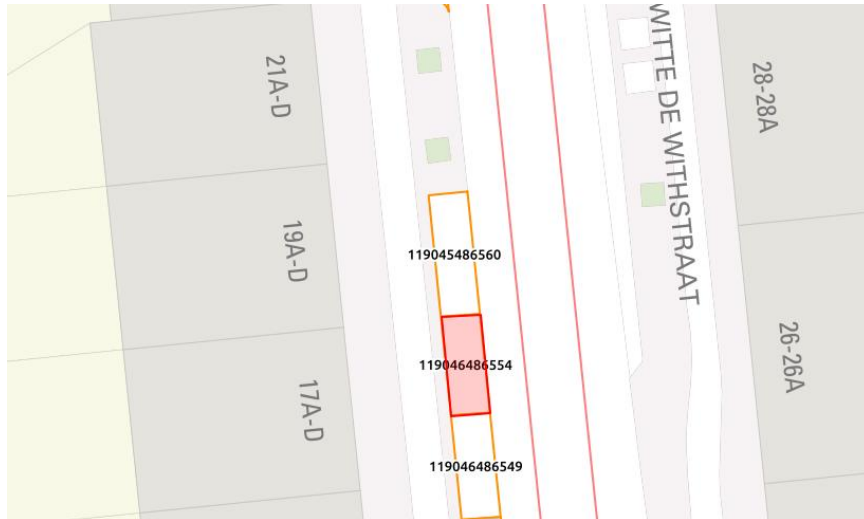 21A-D
WITTE DE WITHSTRAAT
28-28A
19A-D
119045486560
119046486554
26-26A
17A-D
119046486549